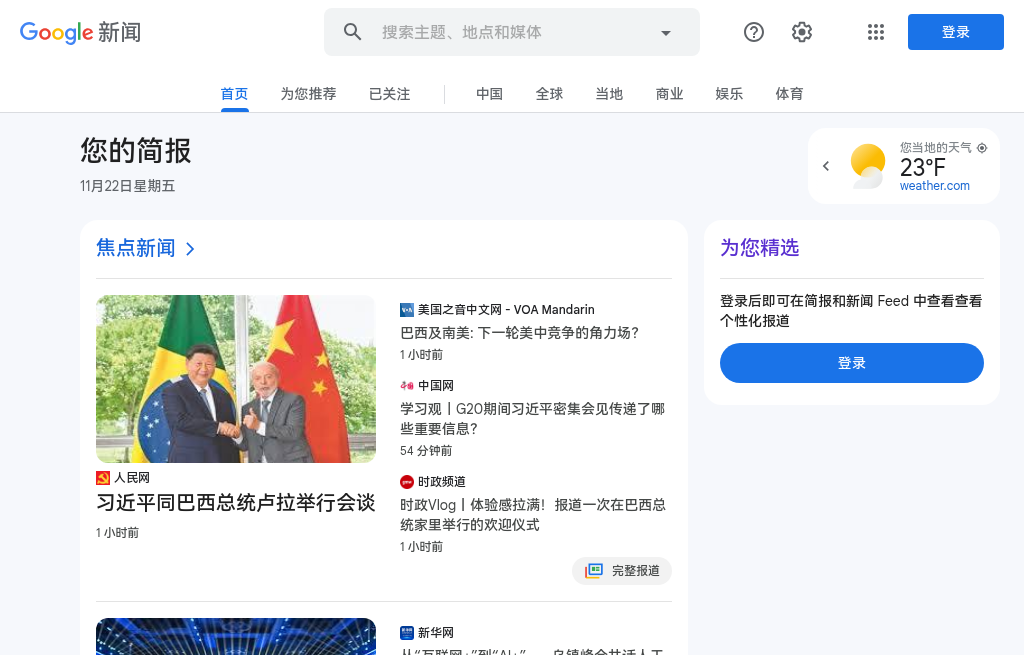 Google 新闻
搜索主题、地点和媒体
登录
首页
为您推荐
已关注
中国
全球
当地
商业
娱乐
体育
您的简报
11月22日星期五
您当地的天气
23°F
weather.com
焦点新闻
人民网
习近平同巴西总统卢拉举行会谈
1 小时前
美国之音中文网 - VOA Mandarin
巴西及南美: 下一轮美中竞争的角力场？
1 小时前
中国网
学习观丨G20期间习近平密集会见传递了哪
些重要信息？
54 分钟前
时政频道
时政Vlog丨体验感拉满！报道一次在巴西总
统家里举行的欢迎仪式
1 小时前
完整报道
新华网
为您精选
登录后即可在简报和新闻 Feed 中查看查看
个性化报道
登录